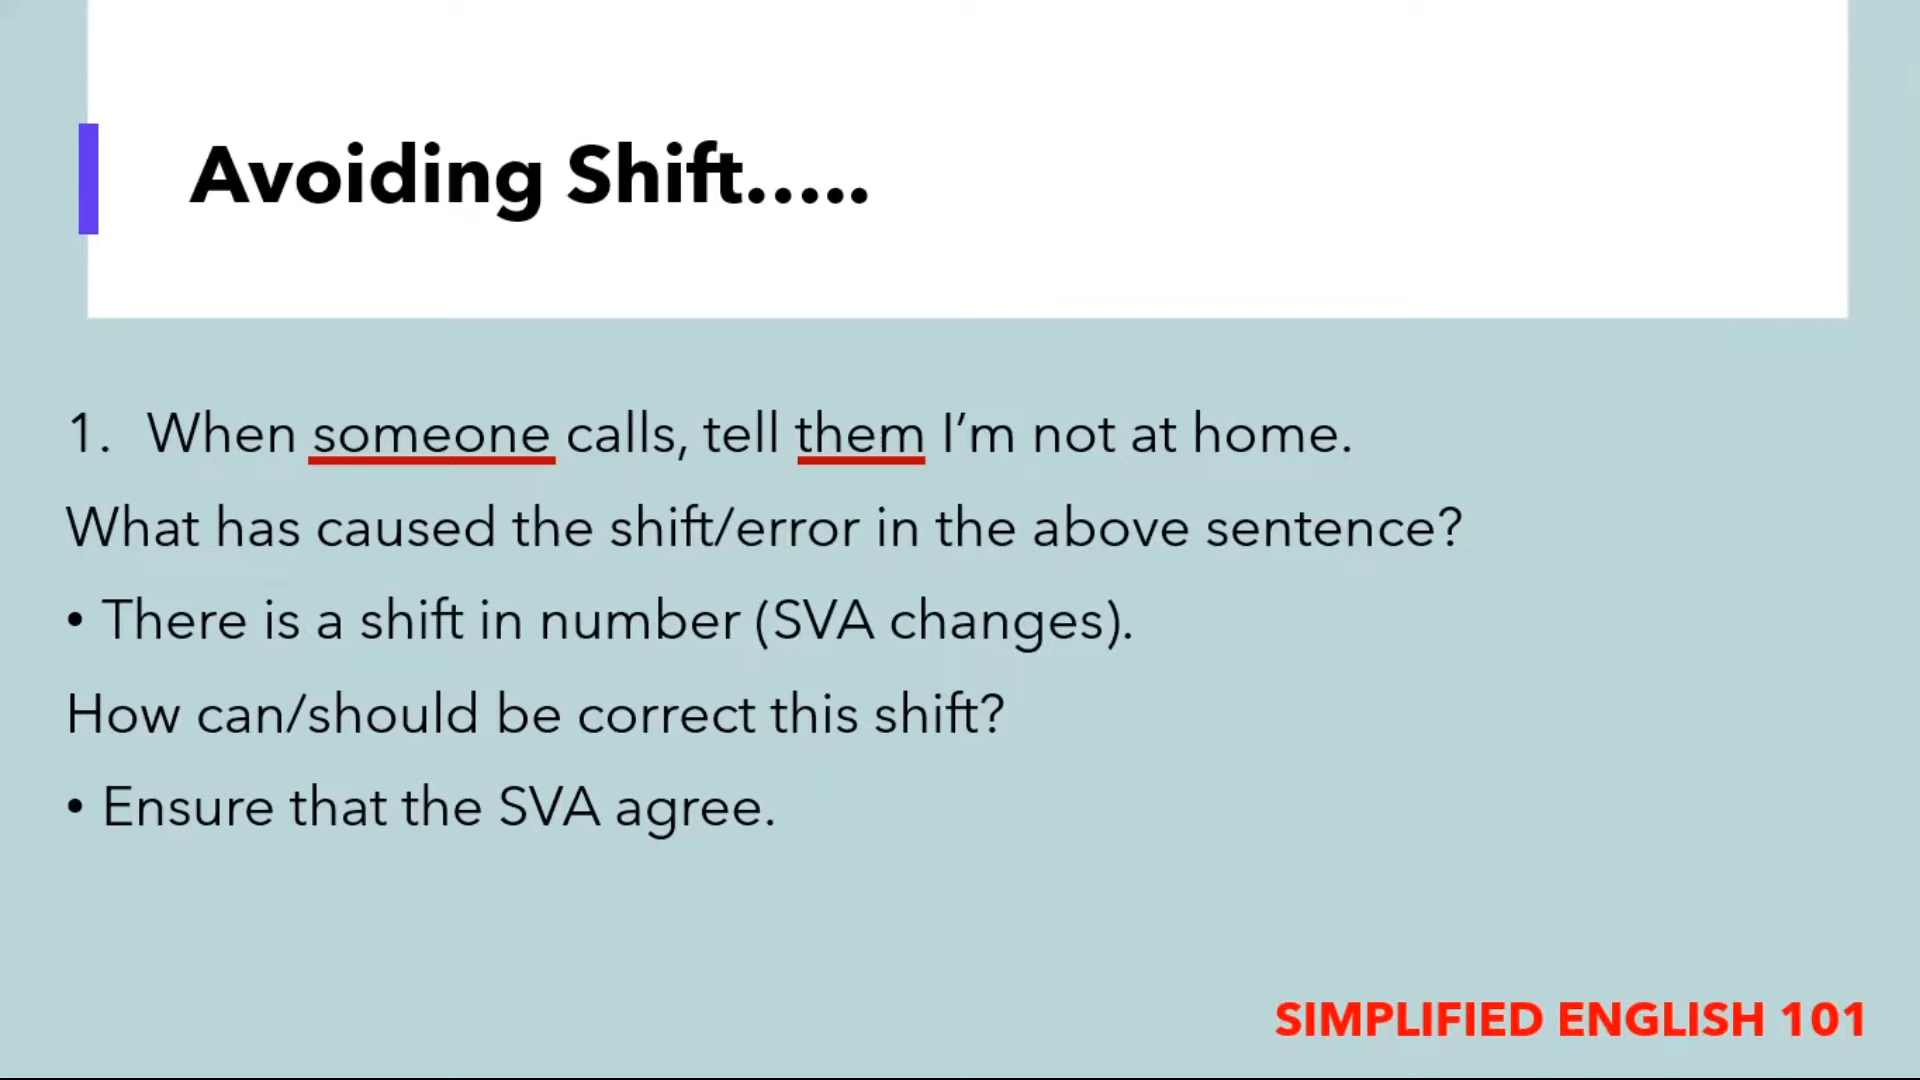 Avoiding Shift.....
1. When someone calls, tell them I’m not at home.
What has caused the shift/error in the above sentence?
• There is a shift in number (SVA changes).
How can/should be correct this shift?
• Ensure that the SVA agree.
SIMPLIFIED ENGLISH 101